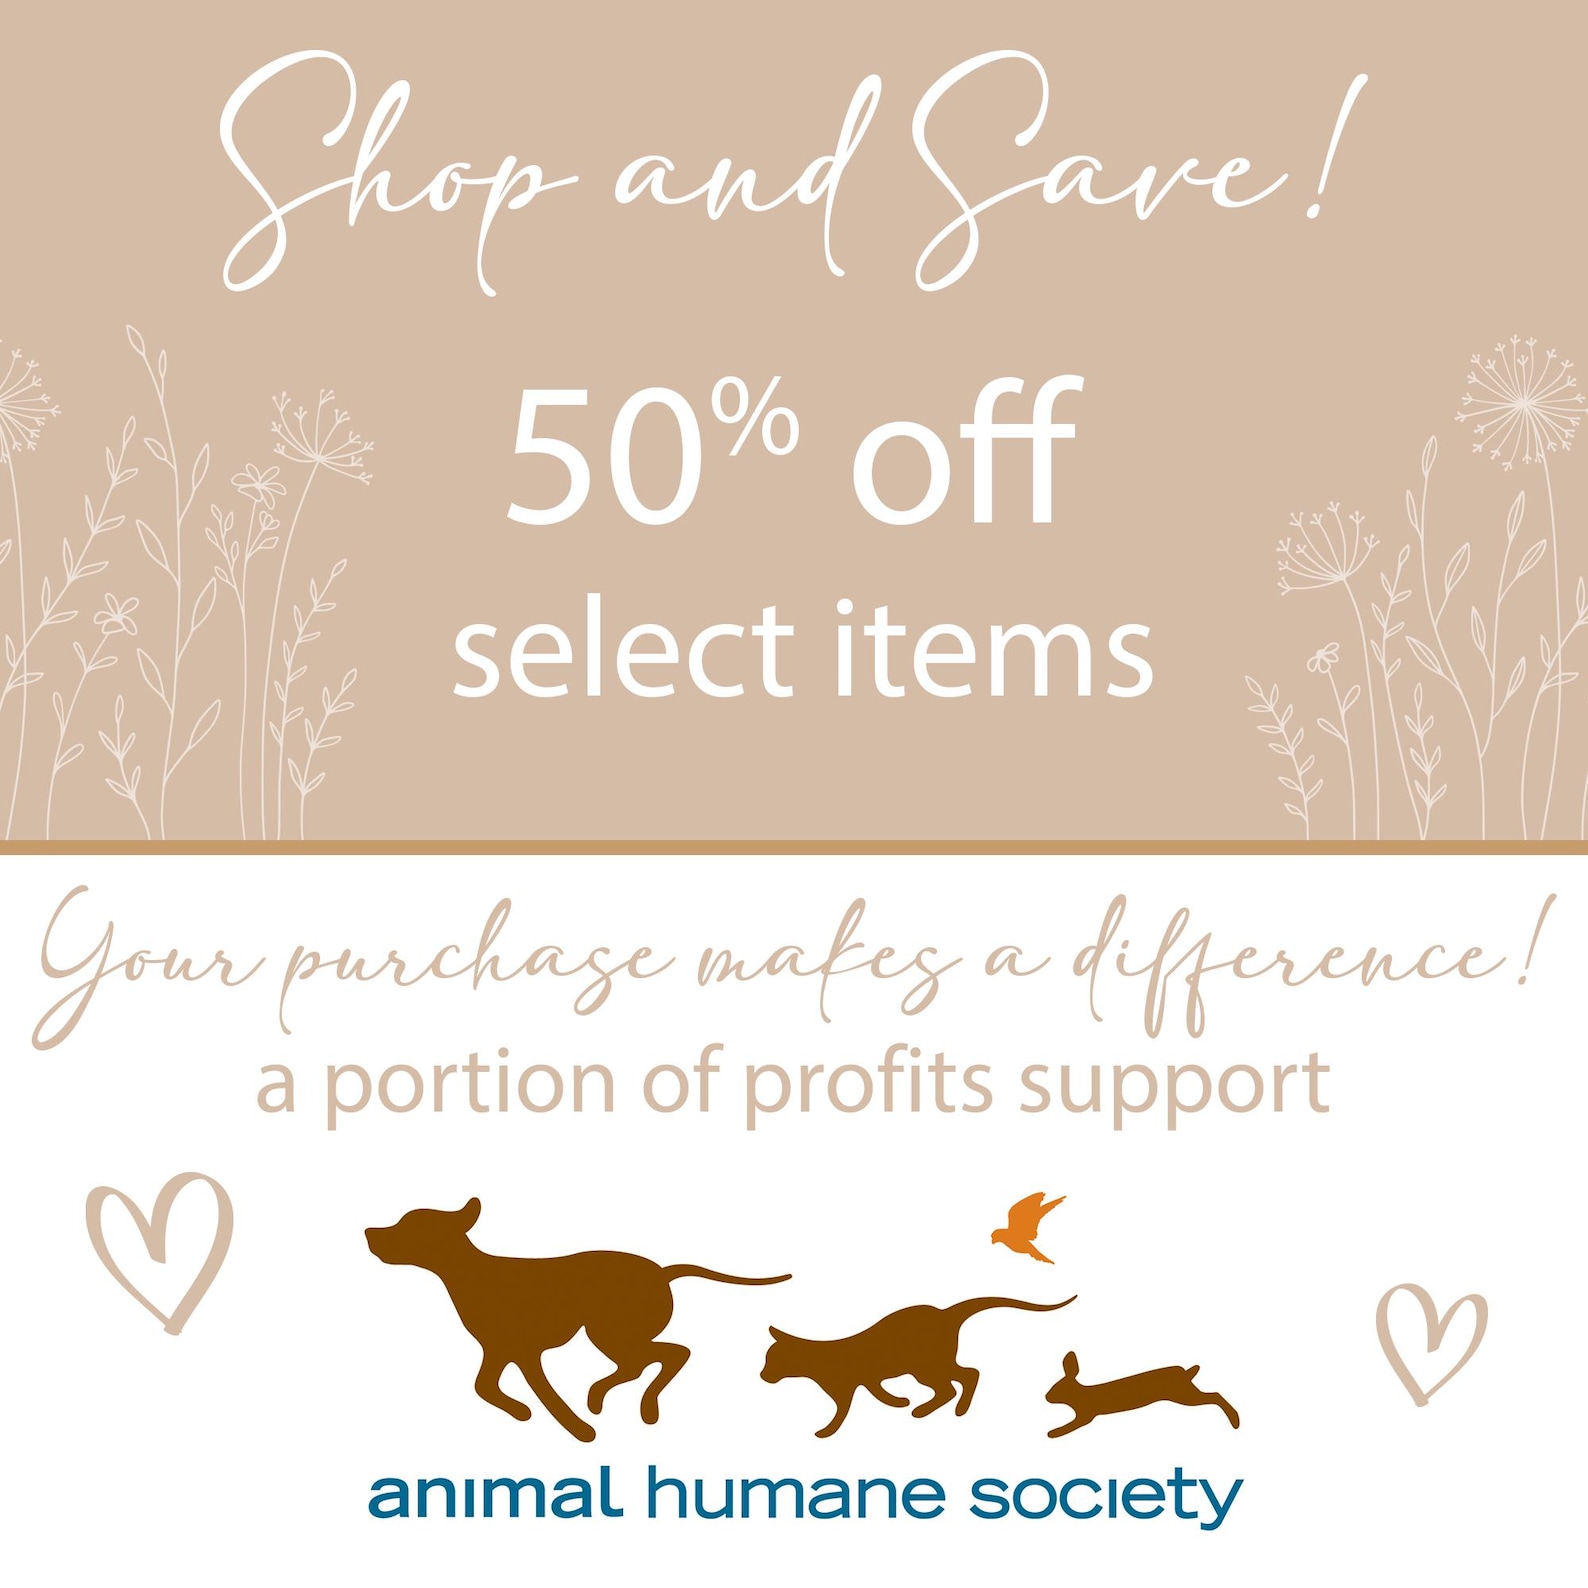 Shop and Save!
50% off
select items
Your purchase makes a difference!
a portion of profits support
animal humane society